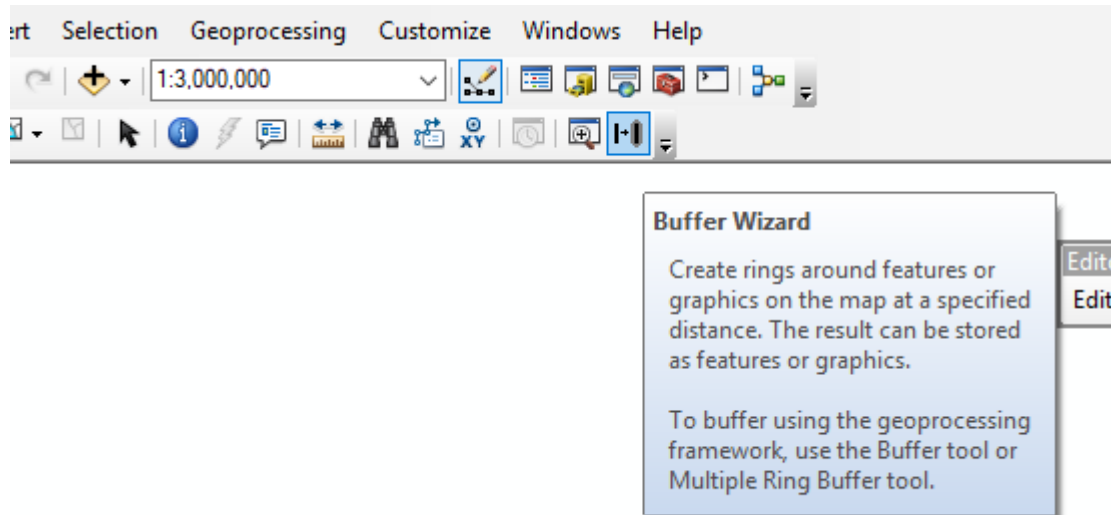 ert Selection Geoprocessing Customize Windows Help
1:3,000,000
XY
Buffer Wizard
Create rings around features or
graphics on the map at a specified
distance. The result can be stored
as features or graphics.
To buffer using the geoprocessing
framework, use the Buffer tool or
Multiple Ring Buffer tool.
Edito
Edit